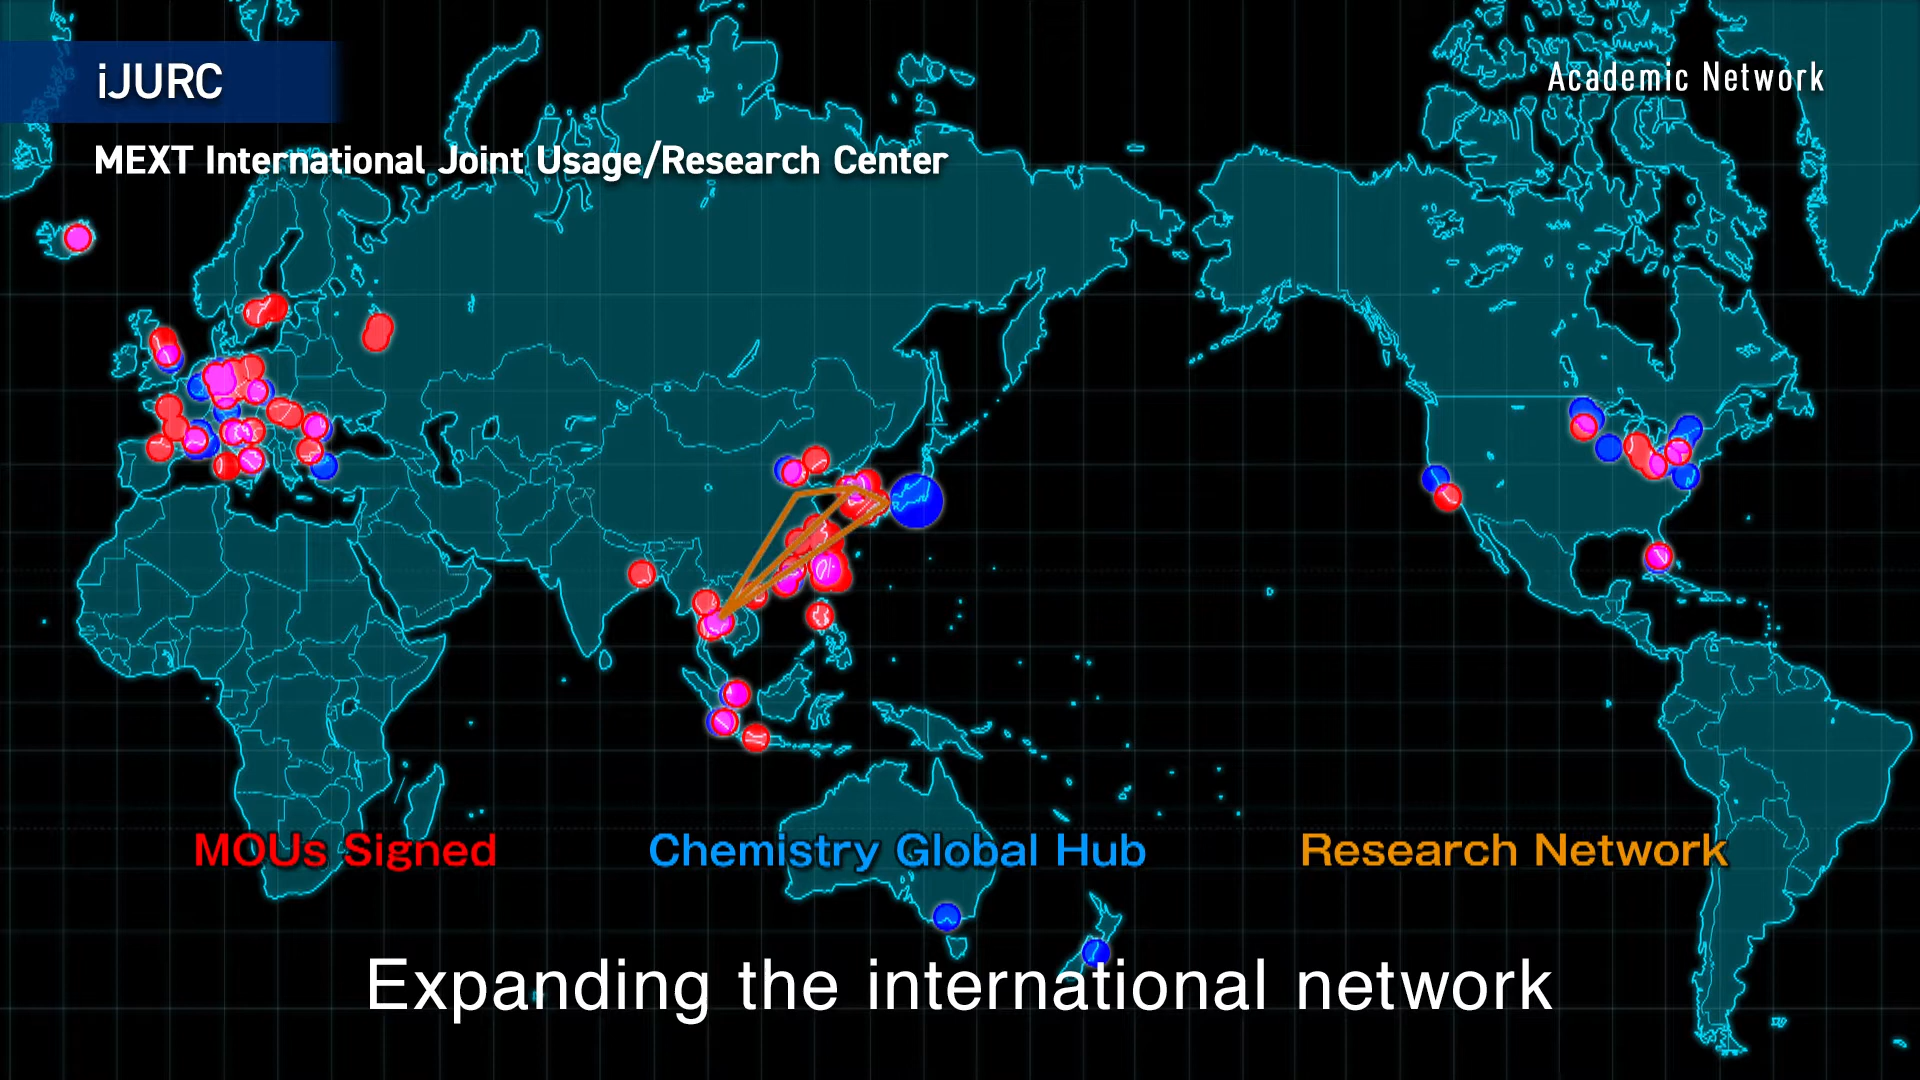 iJURC
Academic Network
MEXT International Joint Usage/Research Center
MOUs Signed
Chemistry Global Hub
Research Network
Expanding the international network